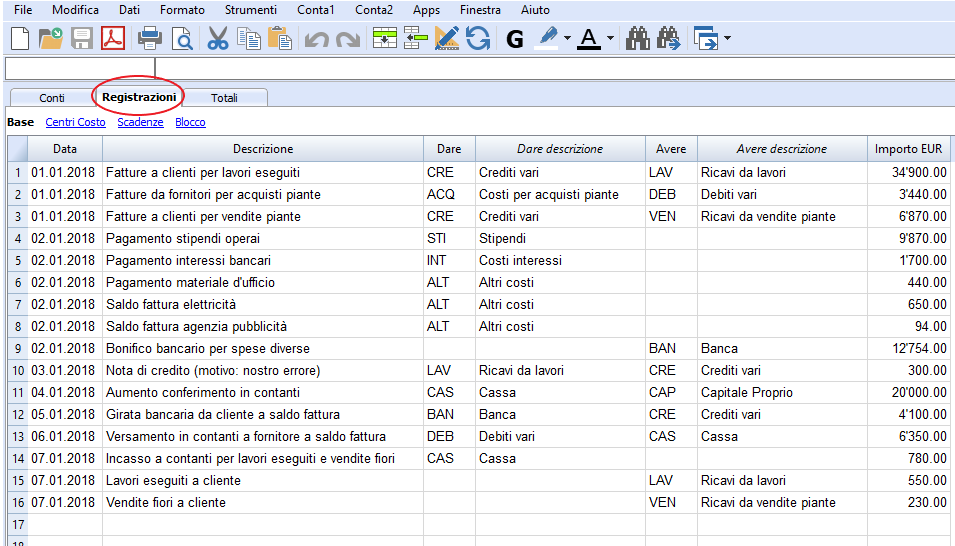 File Modifica Dati Formato Strumenti Conta1 Conta2 Apps Finestra Aiuto
G A
Conti Registrazioni Totali
Base Centri Costo Scadenze Blocco
Data Descrizione Dare Dare descrizione Avere Avere descrizione Importo EUR
1 01.01.2018 Fatture a clienti per lavori eseguiti CRE Crediti vari LAV Ricavi da lavori 34'900.00
2 01.01.2018 Fatture da fornitori per acquisti piante ACQ Costi per acquisti piante DEB Debiti vari 3'440.00
3 01.01.2018 Fatture a clienti per vendite piante CRE Crediti vari VEN Ricavi da vendite piante 6'870.00
4 02.01.2018 Pagamento stipendi operai STI Stipendi 9'870.00
5 02.01.2018 Pagamento interessi bancari INT Costi interessi 1'700.00
6 02.01.2018 Pagamento materiale d'ufficio ALT Altri costi 440.00
7 02.01.2018 Saldo fattura elettricità ALT Altri costi 650.00
8 02.01.2018 Saldo fattura agenzia pubblicità ALT Altri costi 94.00
9 02.01.2018 Bonifico bancario per spese diverse BAN Banca 12'754.00
10 03.01.2018 Nota di credito (motivo: nostro errore) LAV Ricavi da lavori CRE Crediti vari 300.00
11 04.01.2018 Aumento conferimento in contanti CAS Cassa CAP Capitale Proprio 20'000.00
12 05.01.2018 Girata bancaria da cliente a saldo fattura BAN Banca CRE Crediti vari 4'100.00
13 06.01.2018 Versamento in contanti a fornitore a saldo fattura DEB Debiti vari CAS Cassa 6'350.00
14 07.01.2018 Incasso a contanti per lavori eseguiti e vendite fiori CAS Cassa 780.00
15 07.01.2018 Lavori eseguiti a cliente LAV Ricavi da lavori 550.00
16 07.01.2018 Vendite fiori a cliente VEN Ricavi da vendite piante 230.00
17
18